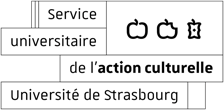 Service
universitaire
de l'action culturelle
Université de Strasbourg